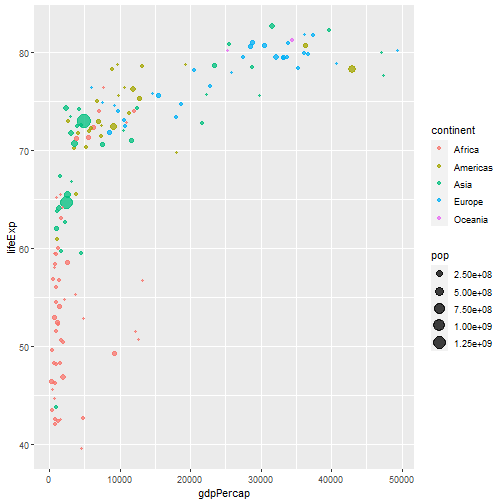 80
70
60
50
40
lifeExp
0
10000
20000
30000
40000
50000
gdpPercap
continent
Africa
Americas
Asia
Europe
Oceania
pop
2.50e+08
5.00e+08
7.50e+08
1.00e+09
1.25e+09